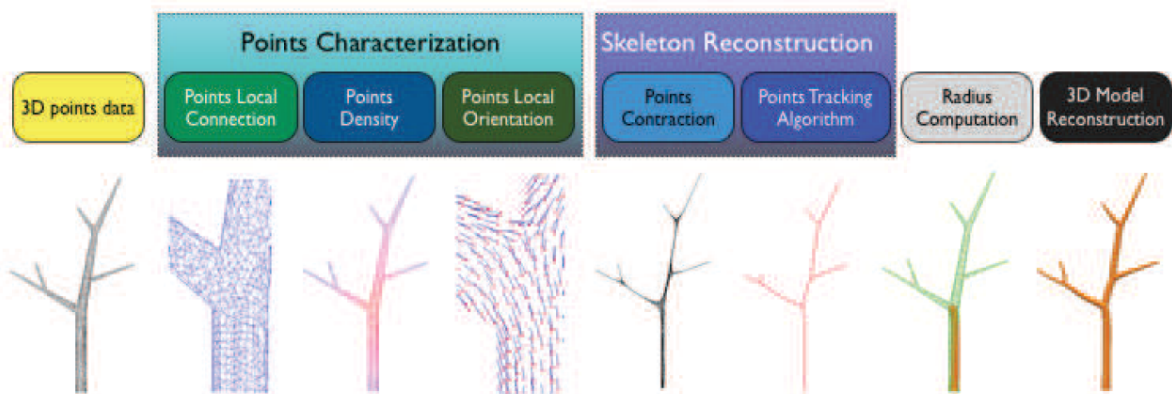 Points Characterization
Skeleton Reconstruction
3D points data
Points Local
Connection
Points
Density
Points Local
Orientation
Points
Contraction
Points Tracking
Algorithm
Radius
Computation
3D Model
Reconstruction